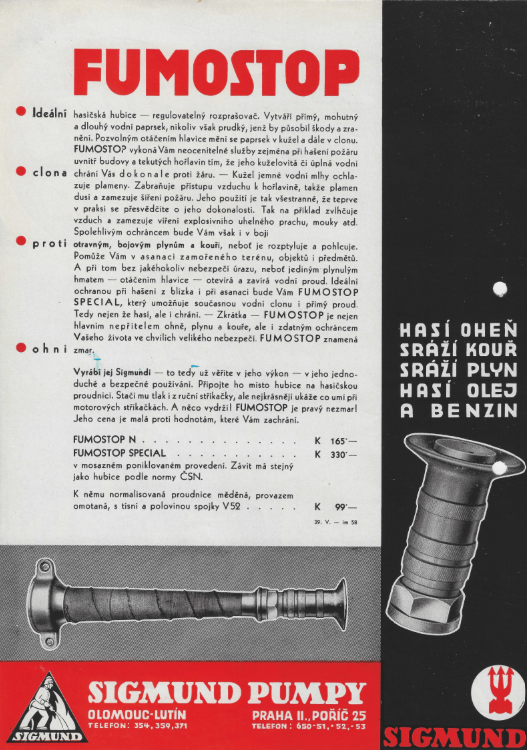 FUMOSTOP
● Ideální hasičská hubice — regulovatelný rozprašovač. Vytváří přímý, mohutný
a dlouhý vodní paprsek, nikoliv však prudký, jenž by působil škody a zra-
nění. Pozvolným otáčením hlavice mění se paprsek v kužel a dále v clonu.
FUMOSTOP vykoná Vám neocenitelné služby zejména při hašení požáru
uvnitř budovy a tekutých hořlavin tím, že jeho kuželovitá či úplná vodní
● clona chrání Vás dokonale proti žáru. — Kužel jemné vodní mlhy ochla-
zuje plameny. Zabraňuje přístupu vzduchu k hořlavině, takže plamen
dusí a zamezuje šíření požáru. Jeho použití je tak všestranné, že teprve
v praksi se přesvědčíte o jeho dokonalosti. Tak na příklad zvlhčuje
vzduch a zamezuje víření explosivního uhelného prachu, mouky atd.
Spolehlivým ochráncem bude Vám však i v boji
● proti otravným, bojovým plynům a kouři, neboť je rozptyluje a pohlcuje.
Pomůže Vám v asanaci zamořeného terénu, objektů i předmětů.
A při tom bez jakéhokoliv nebezpečí úrazu, neboť jediným plynulým
hmatem — otáčením hlavice — otevírá a zavírá vodní proud. Ideální
ochranou při hašení z blízka i při asanaci bude Vám FUMOSTOP
SPECIAL, který umožňuje současnou vodní clonu i přímý proud.
Tedy nejen že hasí, ale i chrání. — Zkrátka — FUMOSTOP je nejen
hlavním nepřítelem ohně, plynu a kouře, ale i zdatným ochráncem
Vašeho života ve chvílích velikého nebezpečí. FUMOSTOP znamená
● ohni zmar.
Vyrábí jej Sigmundi — to tedy už věříte v jeho výkon — v jeho jedno-
duché a bezpečné používání. Připojte ho místo hubice na hasičskou
proudnici. Stačí mu tlak i z ruční stříkačky, ale nejkrásněji ukáže co umí při
motorových stříkačkách. A něco vydrží! FUMOSTOP je pravý nezmar!
Jeho cena je malá proti hodnotám, které Vám zachrání.
FUMOSTOP N . . . . . . . . . . . . . . K 165'—
FUMOSTOP SPECIAL . . . . . . . . . . . K 330'—
v mosazném poniklovaném provedení. Závit má stejný
jako hubice podle normy ČSN.
K němu normalisovaná proudnice měděná, provazem
omotaná, s tisni a polovinou spojky V52 . . . . . K 99'—
39. V. — im 58
HASÍ OHEŇ
SRÁŽÍ KOUŘ
SRÁŽÍ PLYN
HASÍ OLEJ
A BENZIN
SIGMUND
SIGMUND PUMPY
OLOMOUC-LUTÍN PRAHA II., POŘÍČ 25
TELEFON: 354, 359, 371 TELEFON: 650-51, -52, -53
SIGMUND